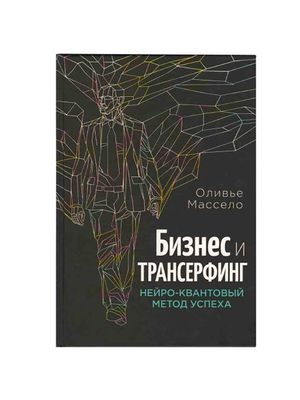 Оливье
Массело
Бизнес и
ТРАНСЕРФИНГ
НЕЙРО-КВАНТОВЫЙ
МЕТОД УСПЕХА